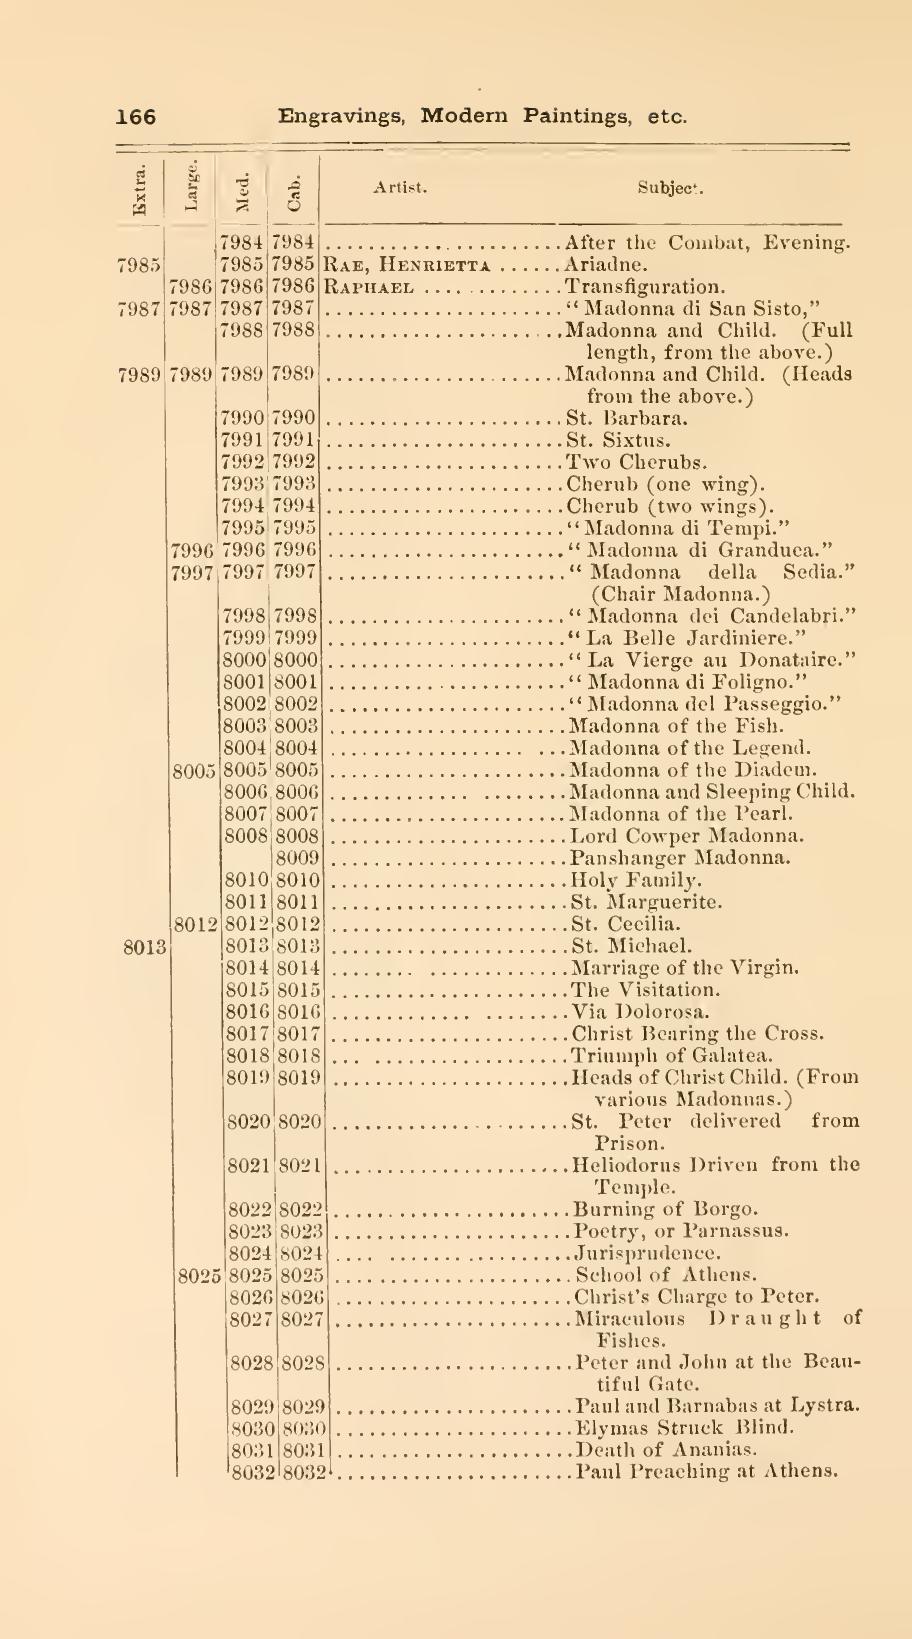 166 Engravings, Modern Paintings, etc.
Extra. Large. Med. Cab. Artist. Subject.
7984 7984 ...................... After the Combat, Evening.
7985 7985 7985 RAE, HENRIETTA ...... Ariadne.
7986 7986 7986 RAPHAEL ............. Transfiguration.
7987 7987 7987 7987 ...................... “Madonna di San Sisto,”
7988 7988 ...................... Madonna and Child. (Full
length, from the above.)
7989 7989 7989 7989 ...................... Madonna and Child. (Heads
from the above.)
7990 7990 ...................... St. Barbara.
7991 7991 ...................... St. Sixtus.
7992 7992 ...................... Two Cherubs.
7993 7993 ...................... Cherub (one wing).
7994 7994 ...................... Cherub (two wings).
7995 7995 ...................... “Madonna di Tempi.”
7996 7996 7996 ...................... “Madonna di Granduca.”
7997 7997 7997 ...................... “Madonna della Sedia.”
(Chair Madonna.)
7998 7998 ...................... “Madonna dei Candelabri.”
7999 7999 ...................... “La Belle Jardiniere.”
8000 8000 ...................... “La Vierge au Donataire.”
8001 8001 ...................... “Madonna di Foligno.”
8002 8002 ...................... “Madonna del Passeggio.”
8003 8003 ...................... Madonna of the Fish.
8004 8004 .................. ... Madonna of the Legend.
8005 8005 8005 ...................... Madonna of the Diadem.
8006 8006 ............. ........ Madonna and Sleeping Child.
8007 8007 ...................... Madonna of the Pearl.
8008 8008 ...................... Lord Cowper Madonna.
8009 ...................... Panshanger Madonna.
8010 8010 ...................... Holy Family.
8011 8011 ...................... St. Marguerite.
8012 8012 8012 ...................... St. Cecilia.
8013 8013 8013 ...................... St. Michael.
8014 8014 ........ ............. Marriage of the Virgin.
8015 8015 ...................... The Visitation.
8016 8016 ............. ........ Via Dolorosa.
8017 8017 ...................... Christ Bearing the Cross.
8018 8018 ... .................. Triumph of Galatea.
8019 8019 ...................... Heads of Christ Child. (From
various Madonnas.)
8020 8020 ...................... St. Peter delivered from
Prison.
8021 8021 ...................... Heliodorus Driven from the
Temple.
8022 8022 ...................... Burning of Borgo.
8023 8023 ...................... Poetry, or Parnassus.
8024 8024 .... ................. Jurisprudence.
8025 8025 8025 ...................... School of Athens.
8026 8026 ...................... Christ's Charge to Peter.
8027 8027 ...................... Miraculous Draught of
Fishes.
8028 8028 ...................... Peter and John at the Beau-
tiful Gate.
8029 8029 ...................... Paul and Barnabas at Lystra.
8030 8030 ...................... Elymas Struck Blind.
8031 8031 ...................... Death of Ananias.
8032 8032 ...................... Paul Preaching at Athens.